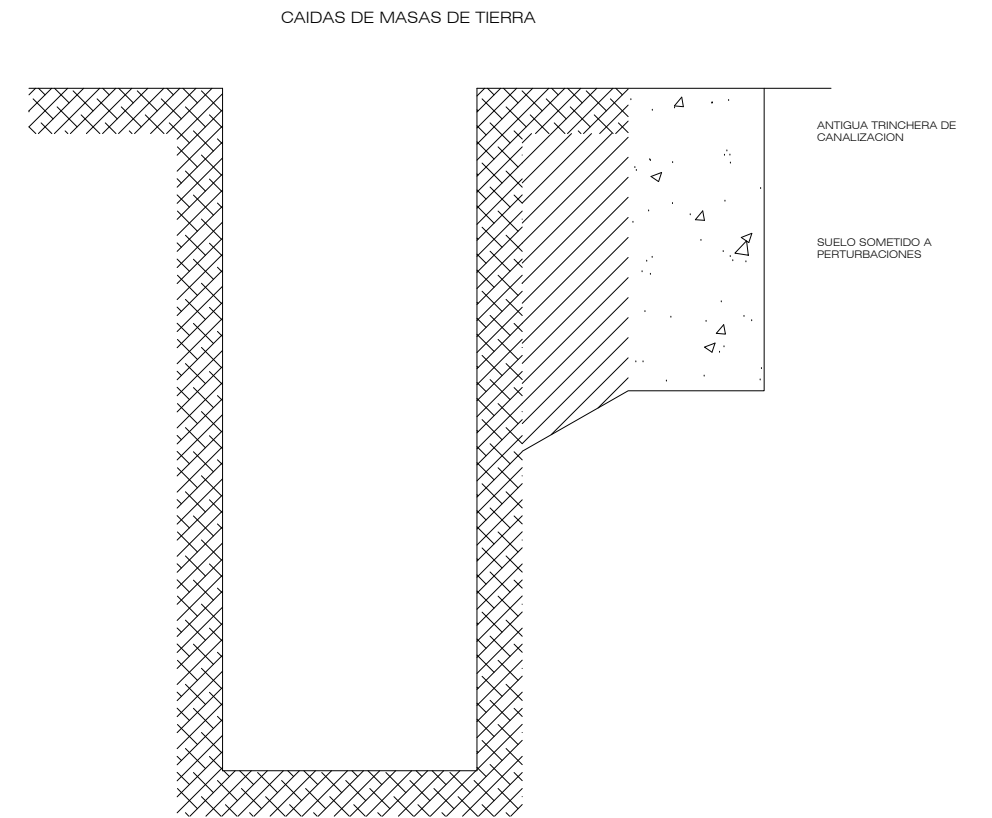 CAIDAS DE MASAS DE TIERRA
ANTIGUA TRINCHERA DE
CANALIZACION
SUELO SOMETIDO A
PERTURBACIONES